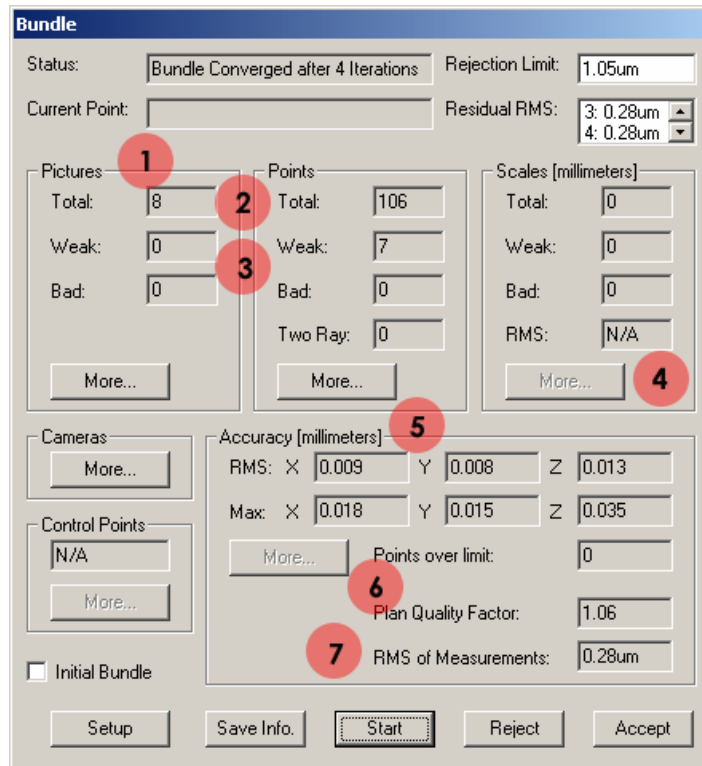 Bundle
Status: Bundle Converged after 4 Iterations Rejection Limit: 1.05um
Current Point: Residual RMS: 3: 0.28um
4: 0.28um
1
Pictures
Total: 8
Weak: 0
Bad: 0
More...
2
3
Points
Total: 106
Weak: 7
Bad: 0
Two Ray: 0
More...
Scales [millimeters]
Total: 0
Weak: 0
Bad: 0
RMS: N/A
More...
4
Cameras
More...
Control Points
N/A
More...
Initial Bundle
5
Accuracy [millimeters]
RMS: X 0.009 Y 0.008 Z 0.013
Max: X 0.018 Y 0.015 Z 0.035
More... Points over limit: 0
6
Plan Quality Factor: 1.06
7 RMS of Measurements: 0.28um
Setup Save Info. Start Reject Accept